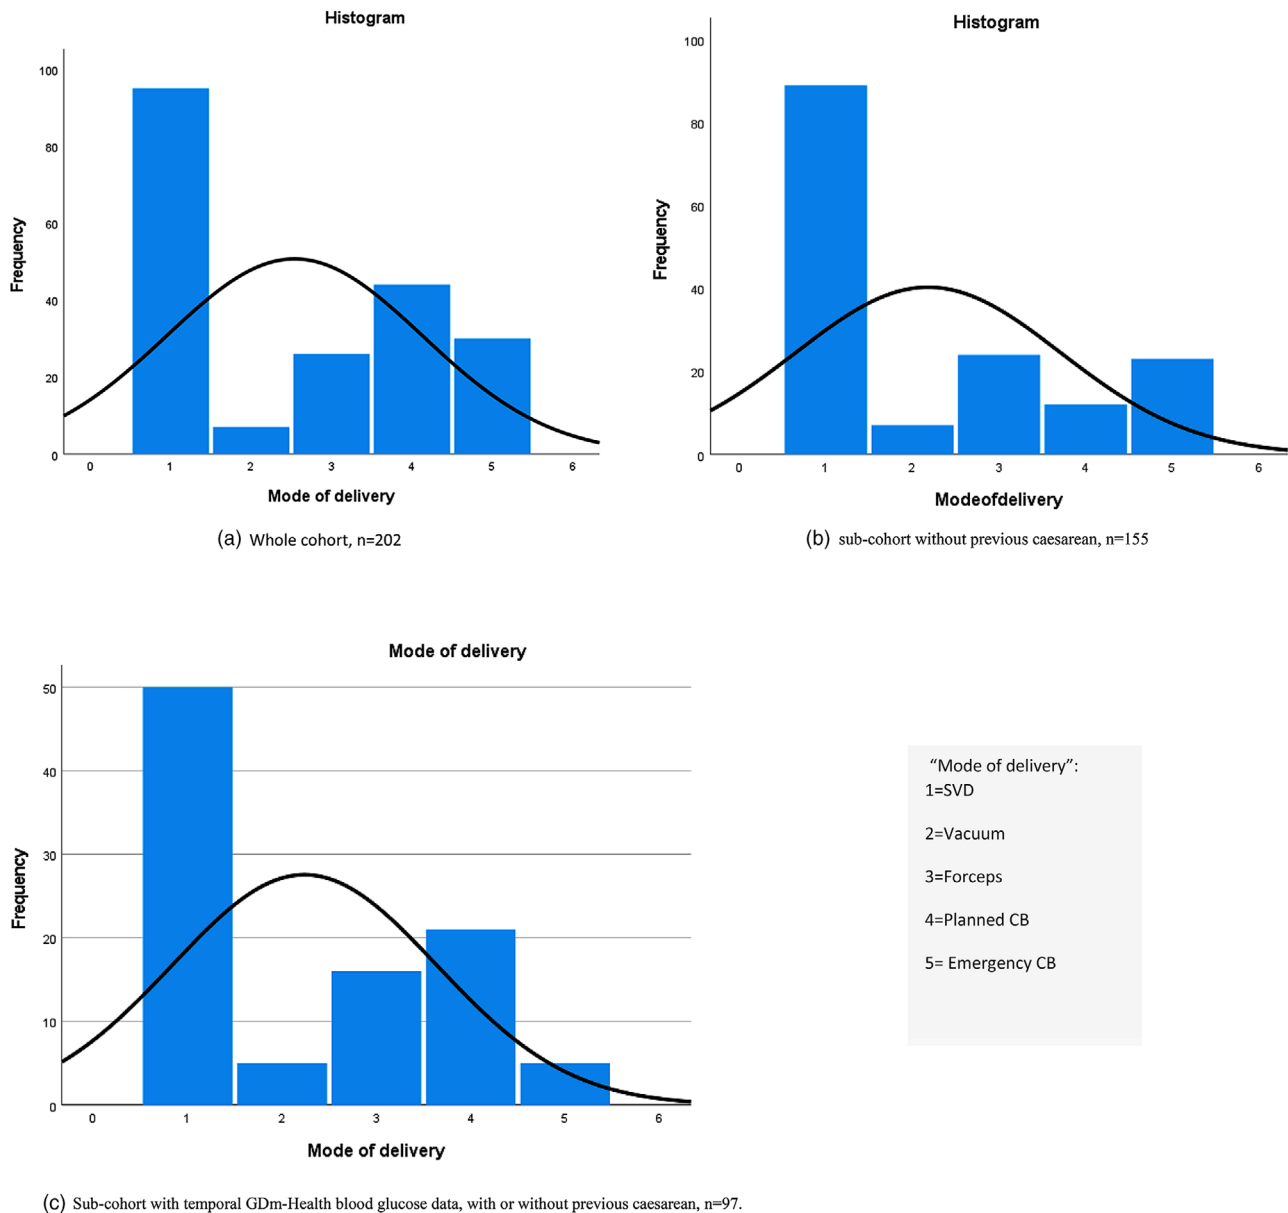 Histogram
100
80
60
40
20
0
Frequency
0 1 2 3 4 5 6
Mode of delivery
(a) Whole cohort, n=202
Histogram
100
80
60
40
20
0
Frequency
0 1 2 3 4 5 6
Modeofdelivery
(b) sub-cohort without previous caesarean, n=155
Mode of delivery
50
40
30
20
10
0
Frequency
0 1 2 3 4 5 6
Mode of delivery
(c) Sub-cohort with temporal GDm-Health blood glucose data, with or without previous caesarean, n=97.
“Mode of delivery”:
1=SVD
2=Vacuum
3=Forceps
4=Planned CB
5= Emergency CB